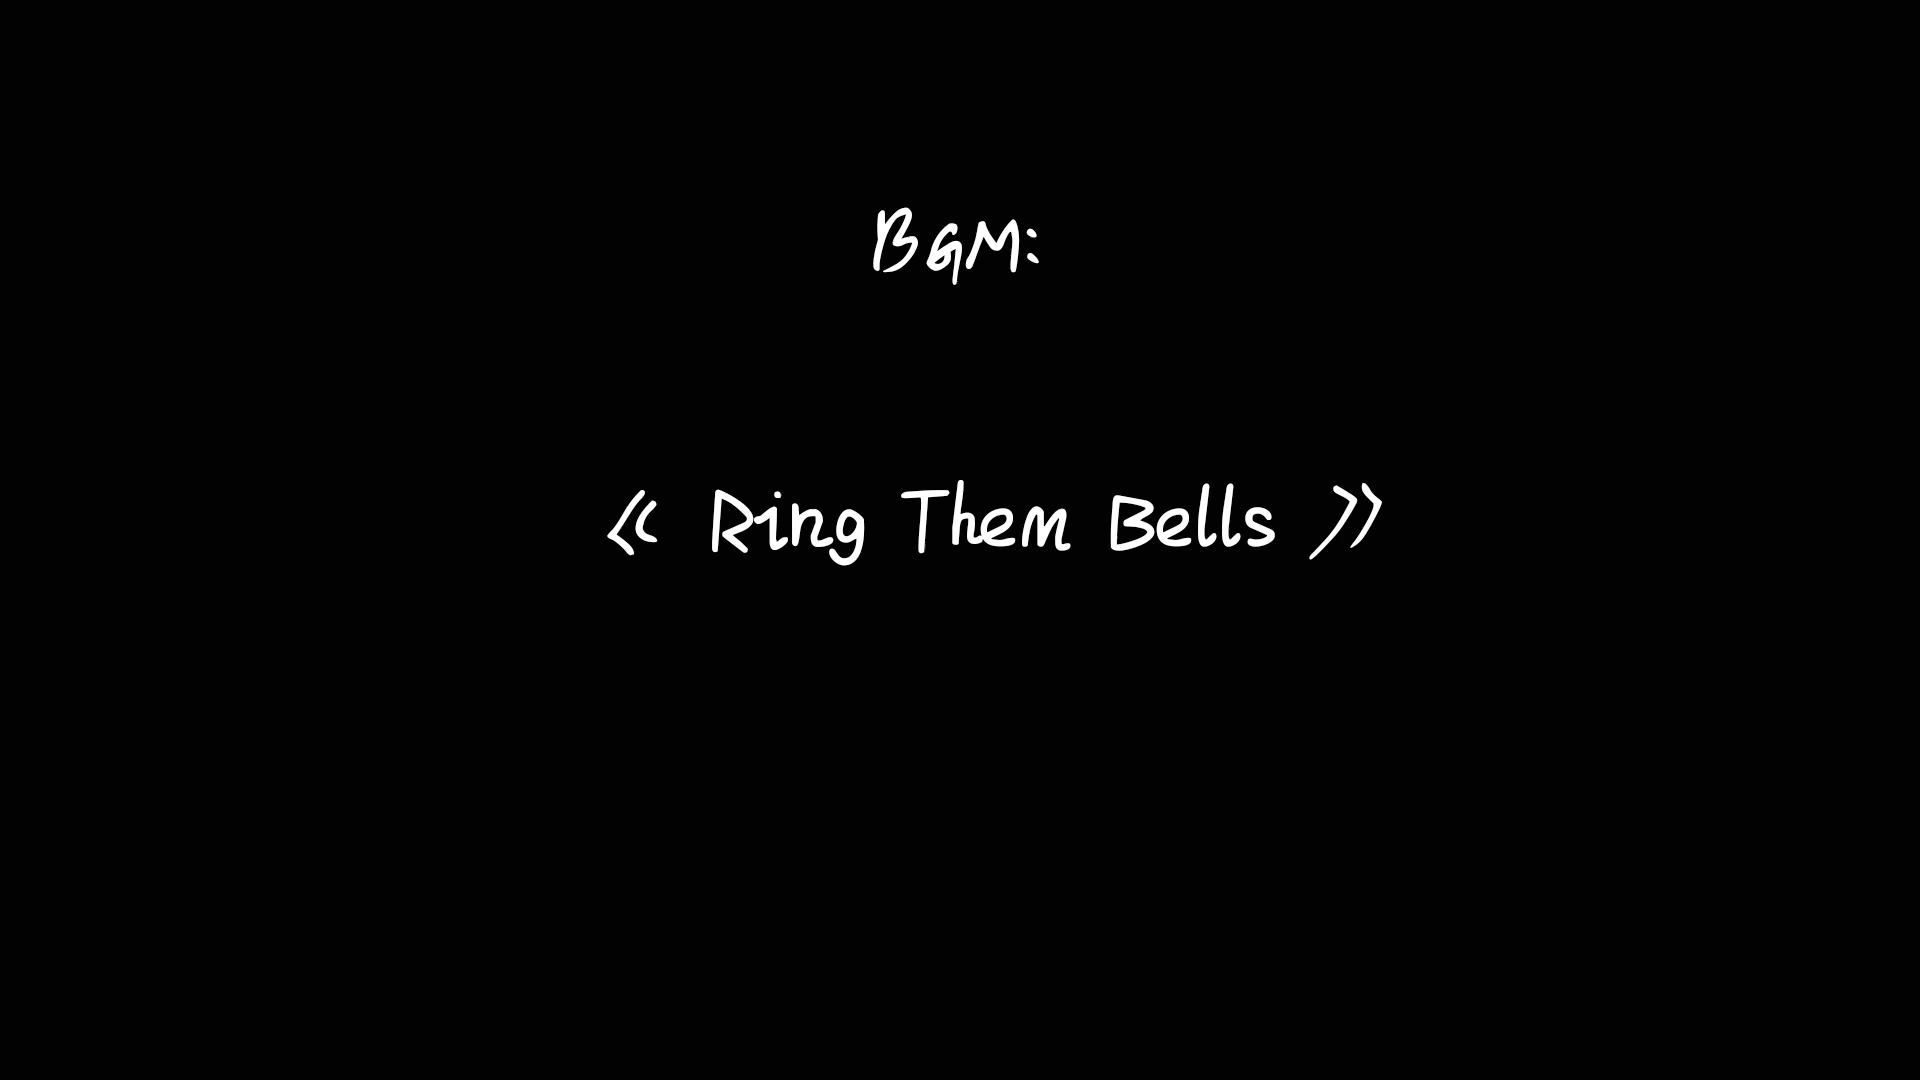 BGM:
《 Ring Them Bells 》